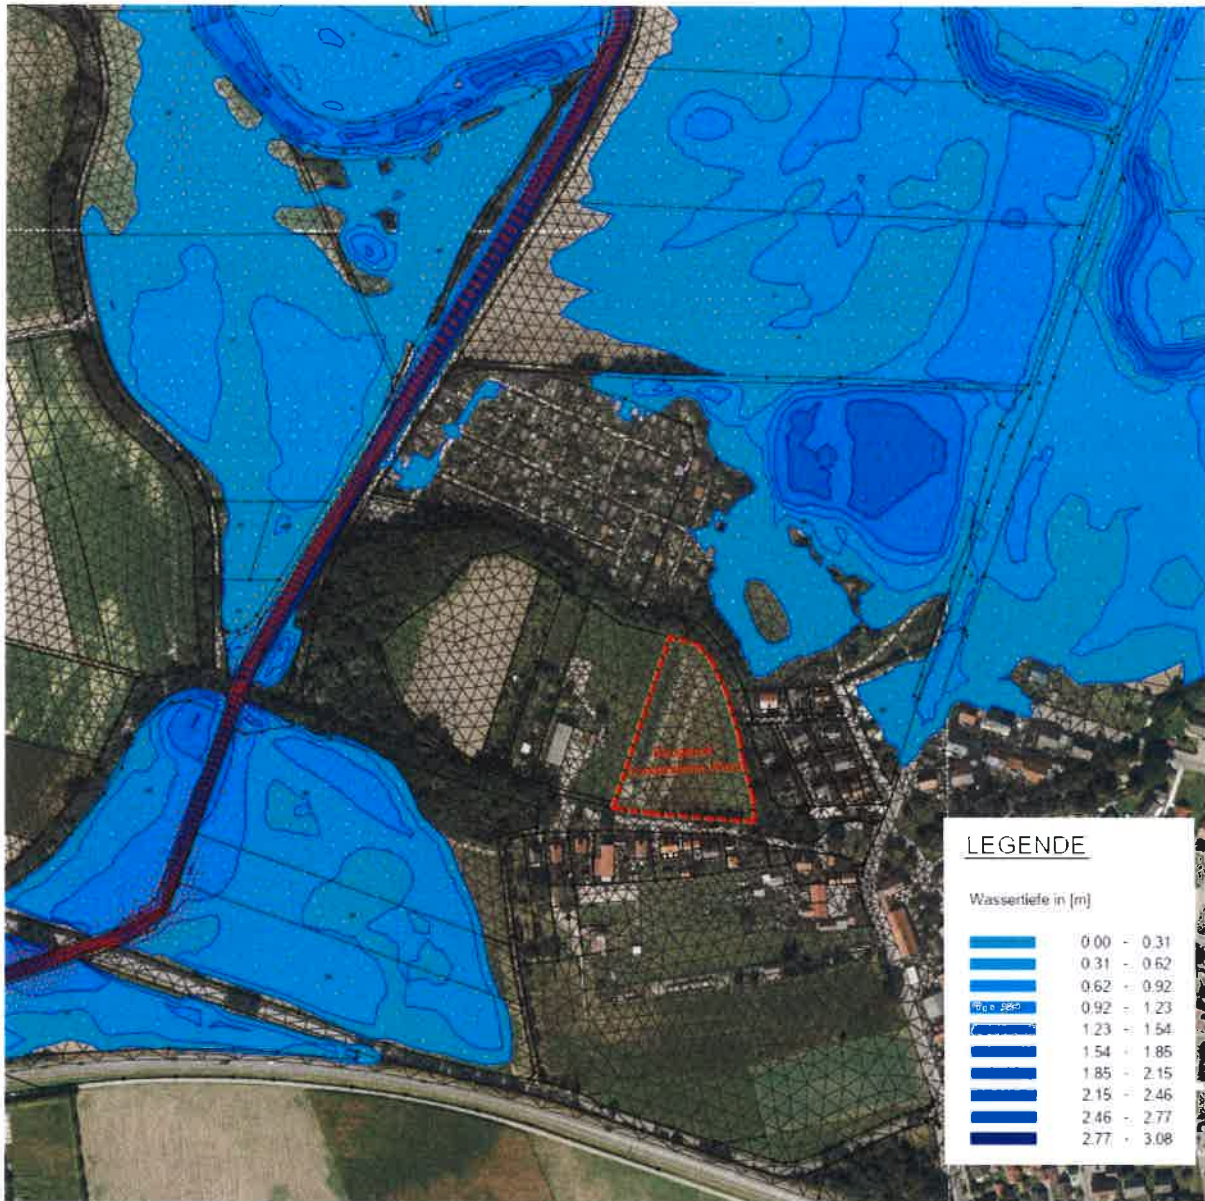 LEGENDE
Wassertiefe in [m]
0.00 - 0.31
0.31 - 0.62
0.62 - 0.92
0.92 - 1.23
1.23 - 1.54
1.54 - 1.85
1.85 - 2.15
2.15 - 2.46
2.46 - 2.77
2.77 - 3.08